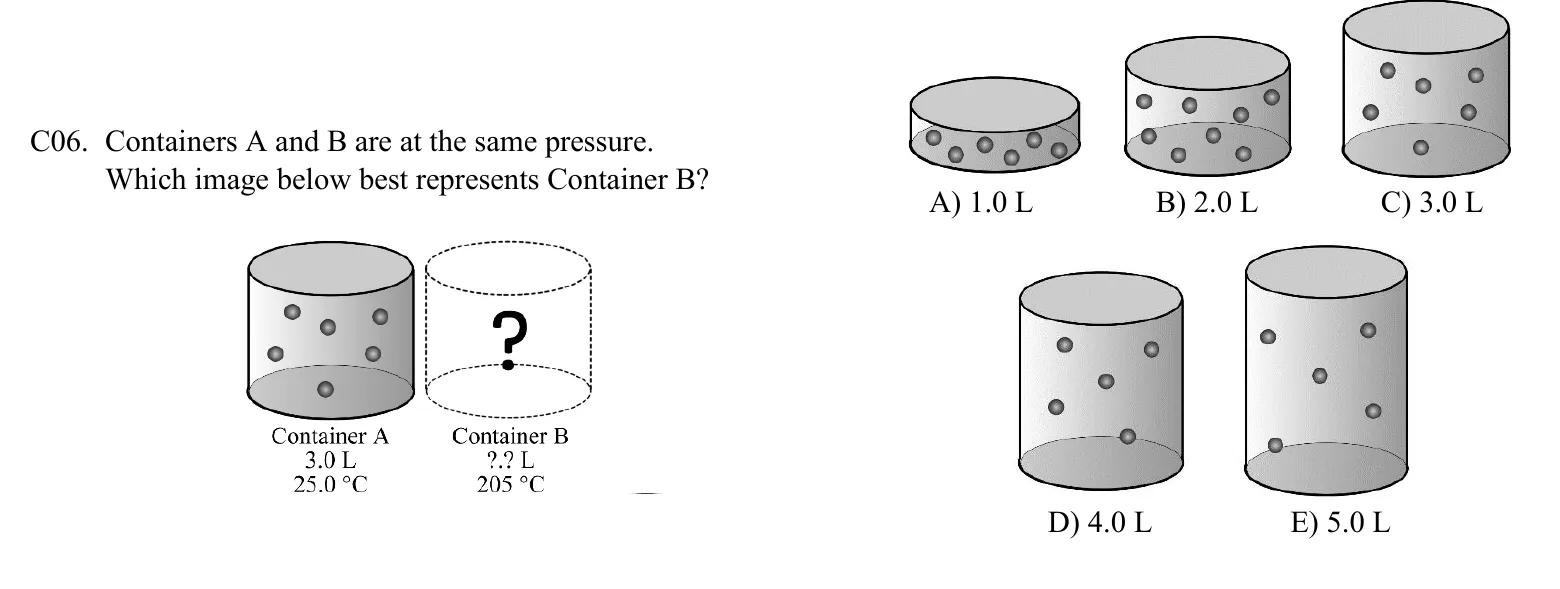 C06. Containers A and B are at the same pressure.
Which image below best represents Container B?
?
Container A
3.0 L
25.0 °C
Container B
?.? L
205 °C
A) 1.0 L
B) 2.0 L
C) 3.0 L
D) 4.0 L
E) 5.0 L